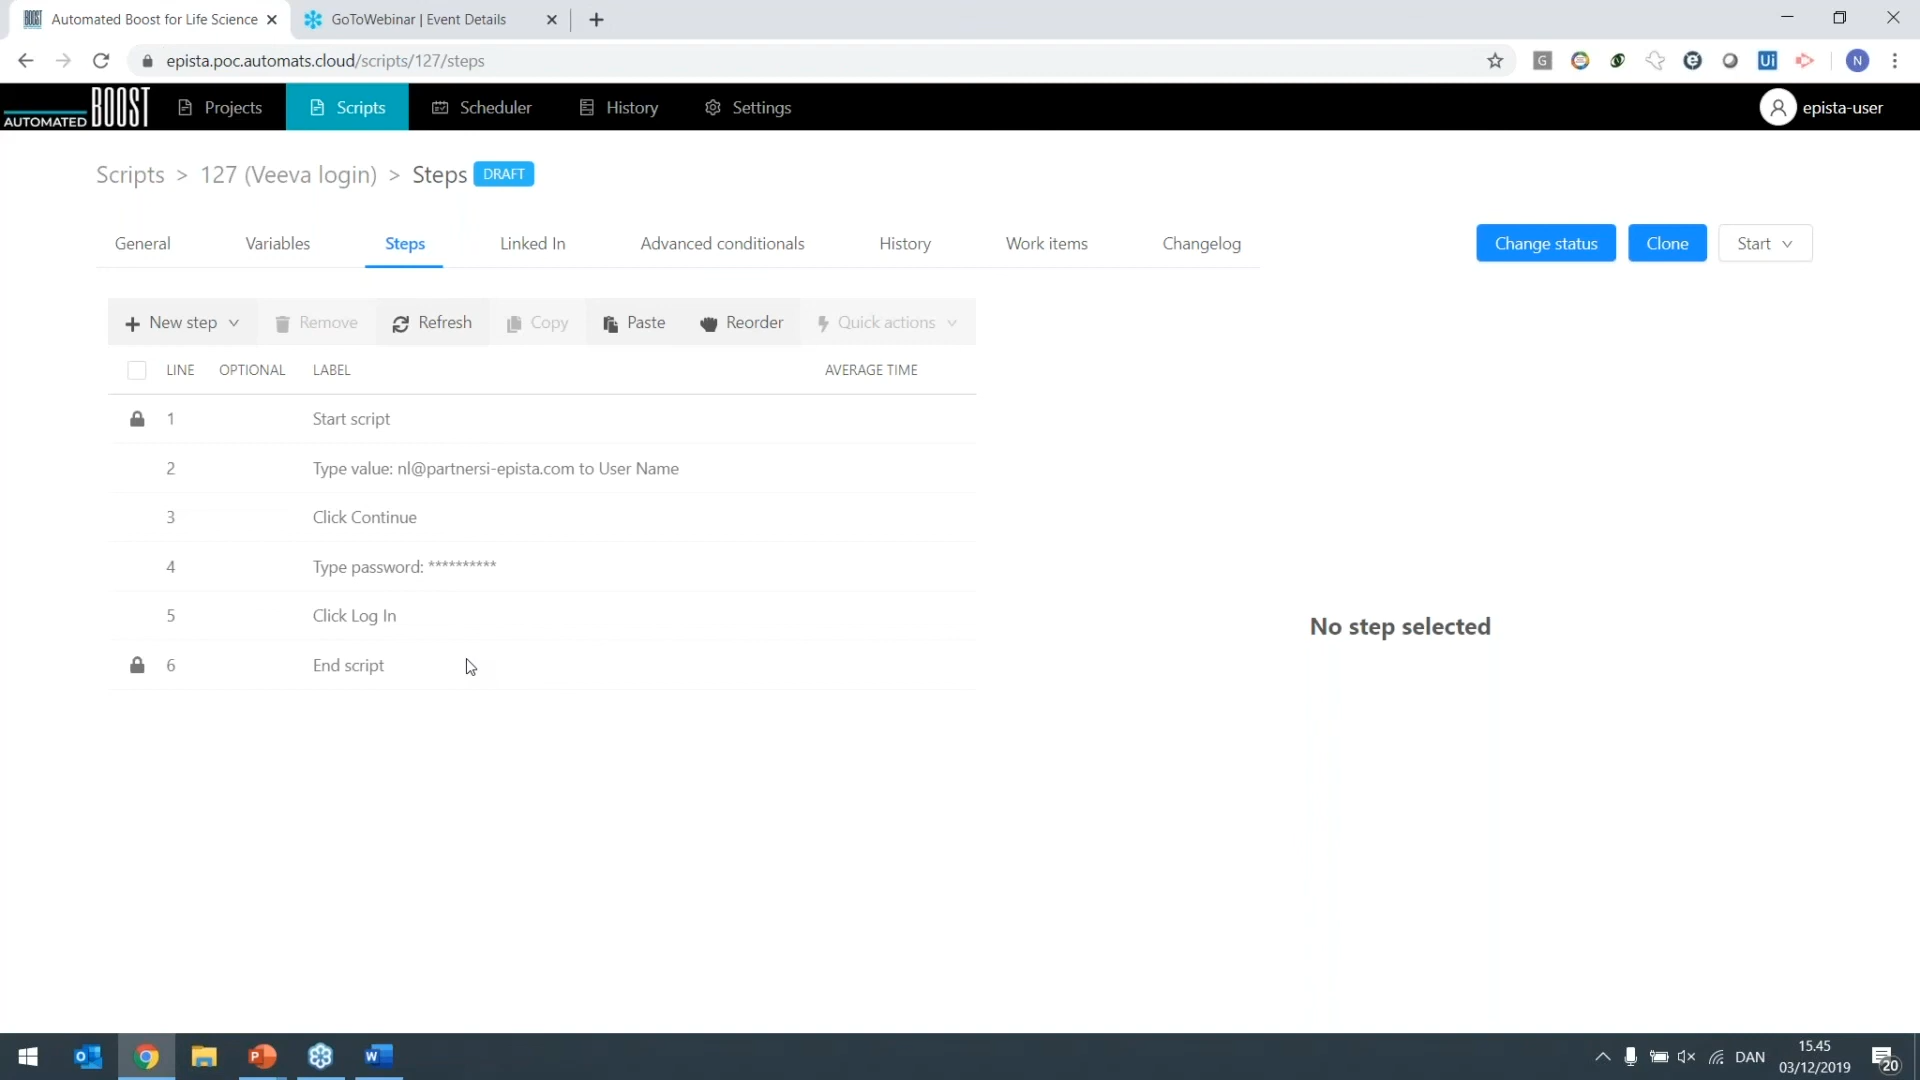 Automated Boost for Life Science
GoToWebinar | Event Details
epista.poc.automats.cloud/scripts/127/steps
G
Ui
N
AUTOMATED BOOST
Projects
Scripts
Scheduler
History
Settings
epista-user
Scripts > 127 (Veeva login) > Steps DRAFT
General
Variables
Steps
Linked In
Advanced conditionals
History
Work items
Changelog
Change status
Clone
Start
New step
Remove
Refresh
Copy
Paste
Reorder
Quick actions
LINE OPTIONAL LABEL AVERAGE TIME
1 Start script
2 Type value: nl@partnersi-epista.com to User Name
3 Click Continue
4 Type password: **********
5 Click Log In
6 End script
No step selected
DAN
15.45
03/12/2019
20